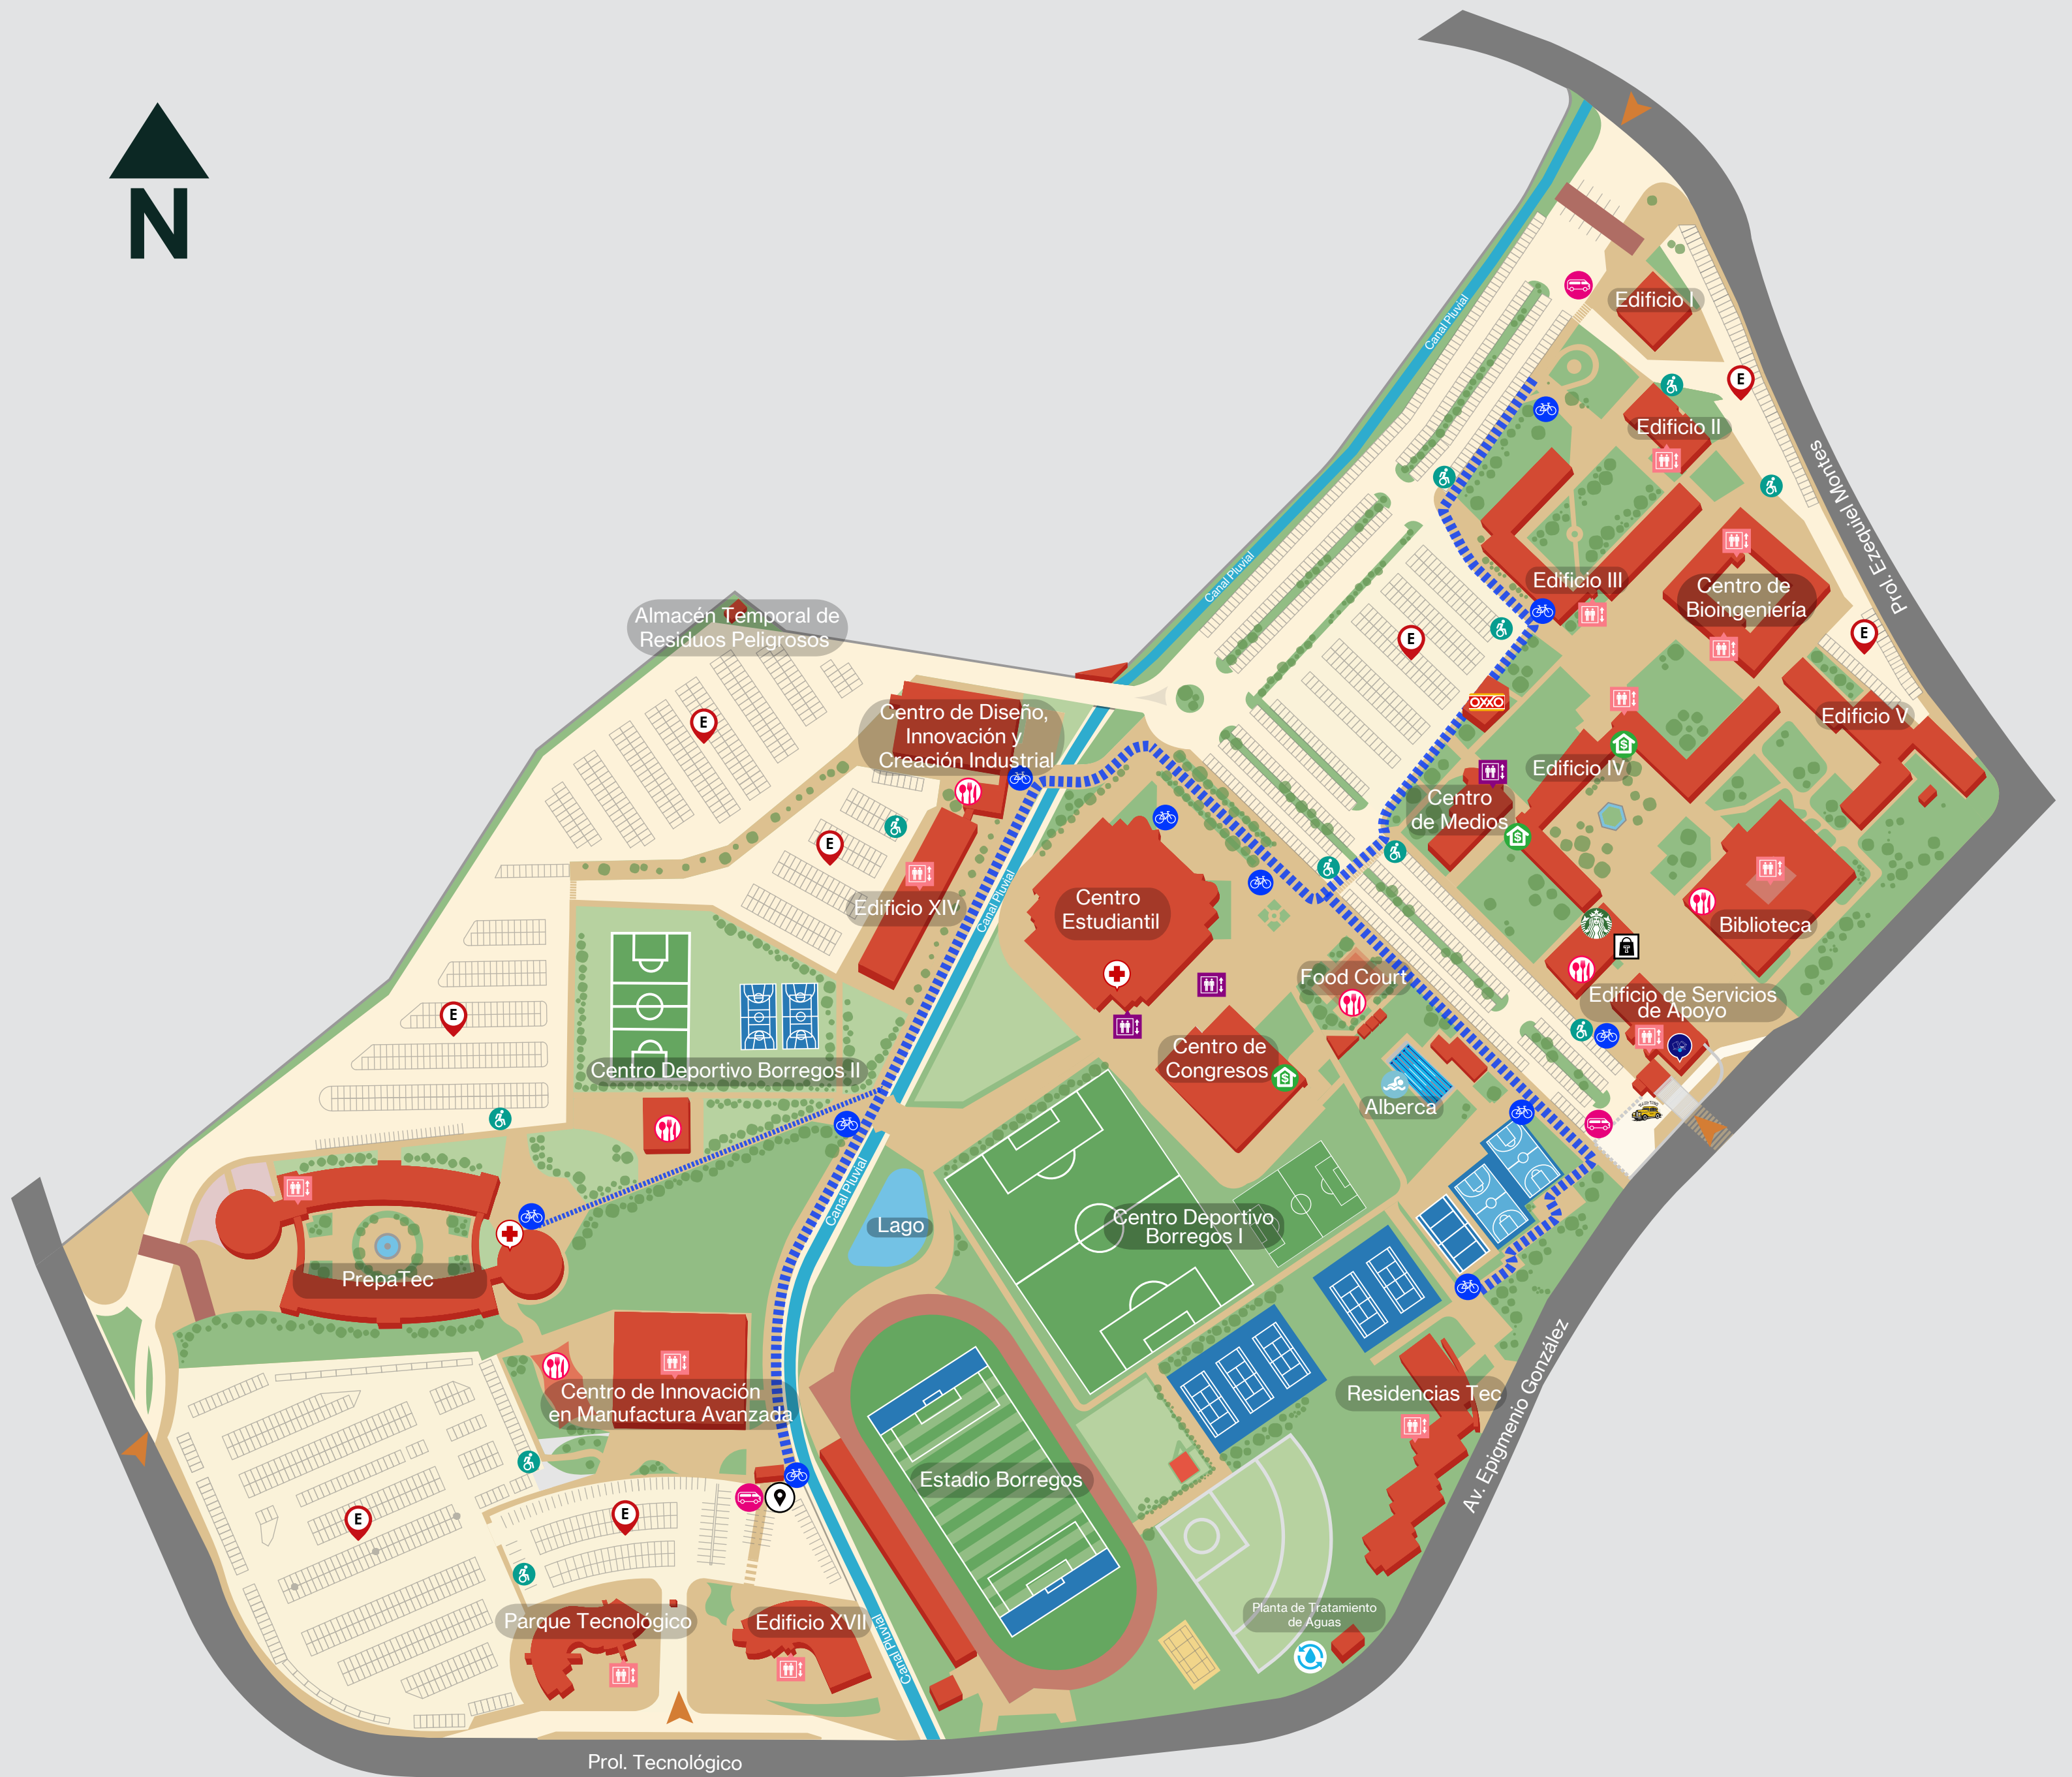 N
Edificio I
E
Edificio II
Canal Pluvial
Prol. Ezequiel Montes
Edificio III
Centro de
Bioingeniería
Canal Pluvial
E
E
Almacén Temporal de
Residuos Peligrosos
OXXO
Edificio V
E
Centro de Diseño,
Innovación y
Creación Industrial
Edificio IV
$
Centro
de Medios
$
E
Edificio XIV
Canal Pluvial
Centro
Estudiantil
Biblioteca
Food Court
Edificio de Servicios
de Apoyo
E
Centro Deportivo Borregos II
Centro de
Congresos
$
Alberca
Canal Pluvial
Lago
Centro Deportivo
Borregos I
PrepaTec
Centro de Innovación
en Manufactura Avanzada
Residencias Tec
Av. Epigmenio González
Estadio Borregos
E
E
Planta de Tratamiento
de Aguas
Parque Tecnológico
Edificio XVII
Canal Pluvial
Prol. Tecnológico